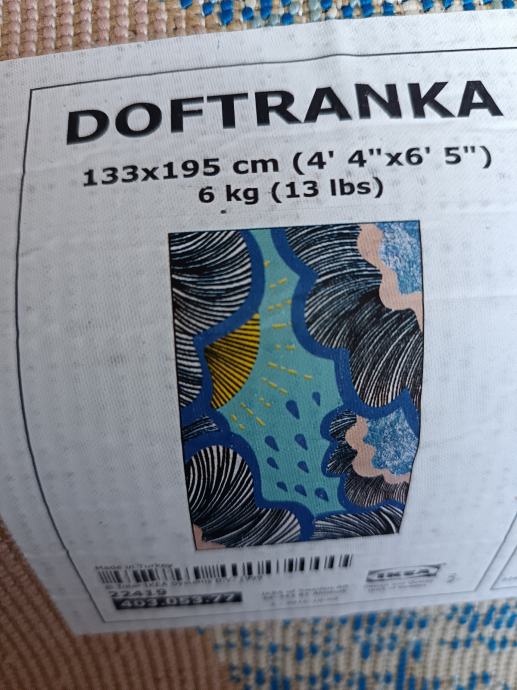 DOFTRANKA
133x195 cm (4' 4"x6' 5")
6 kg (13 lbs)
Made in Turkey
22419
403.053.77
IKEA